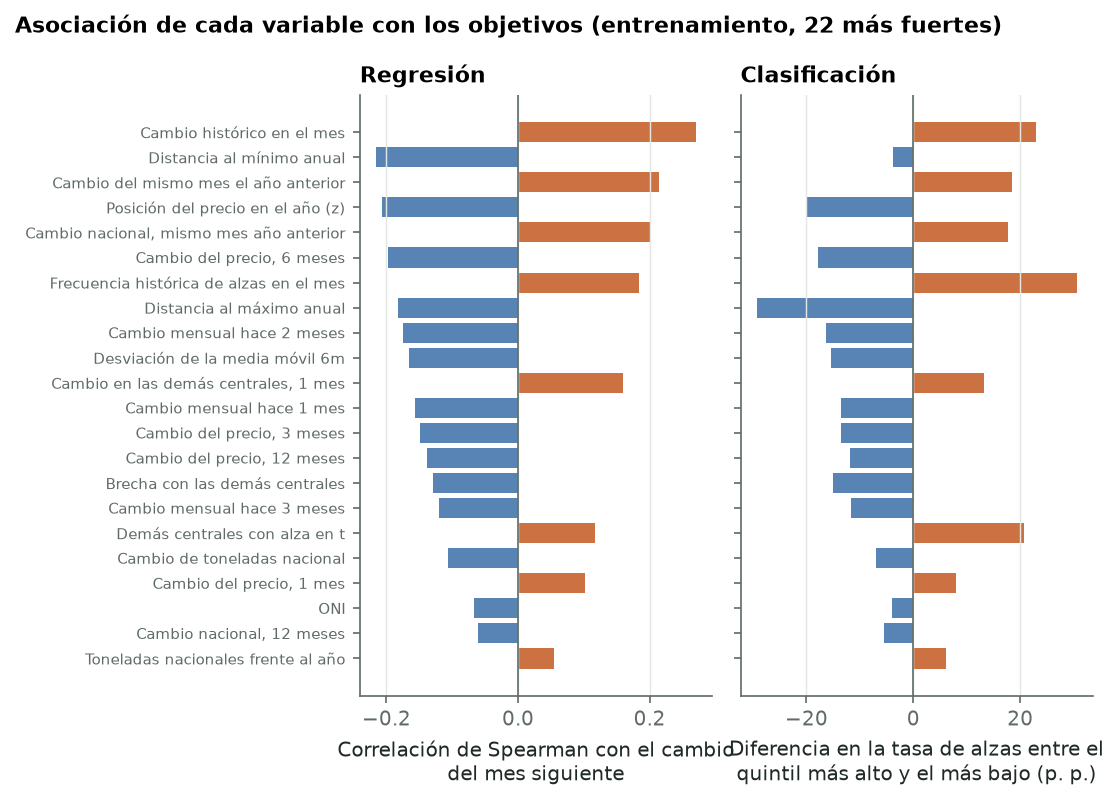 Asociación de cada variable con los objetivos (entrenamiento, 22 más fuertes)
Regresión
Clasificación
Cambio histórico en el mes
Distancia al mínimo anual
Cambio del mismo mes el año anterior
Posición del precio en el año (z)
Cambio nacional, mismo mes año anterior
Cambio del precio, 6 meses
Frecuencia histórica de alzas en el mes
Distancia al máximo anual
Cambio mensual hace 2 meses
Desviación de la media móvil 6m
Cambio en las demás centrales, 1 mes
Cambio mensual hace 1 mes
Cambio del precio, 3 meses
Cambio del precio, 12 meses
Brecha con las demás centrales
Cambio mensual hace 3 meses
Demás centrales con alza en t
Cambio de toneladas nacional
Cambio del precio, 1 mes
ONI
Cambio nacional, 12 meses
Toneladas nacionales frente al año
−0.2 0.0 0.2
Correlación de Spearman con el cambio
del mes siguiente
−20 0 20
Diferencia en la tasa de alzas entre el
quintil más alto y el más bajo (p. p.)